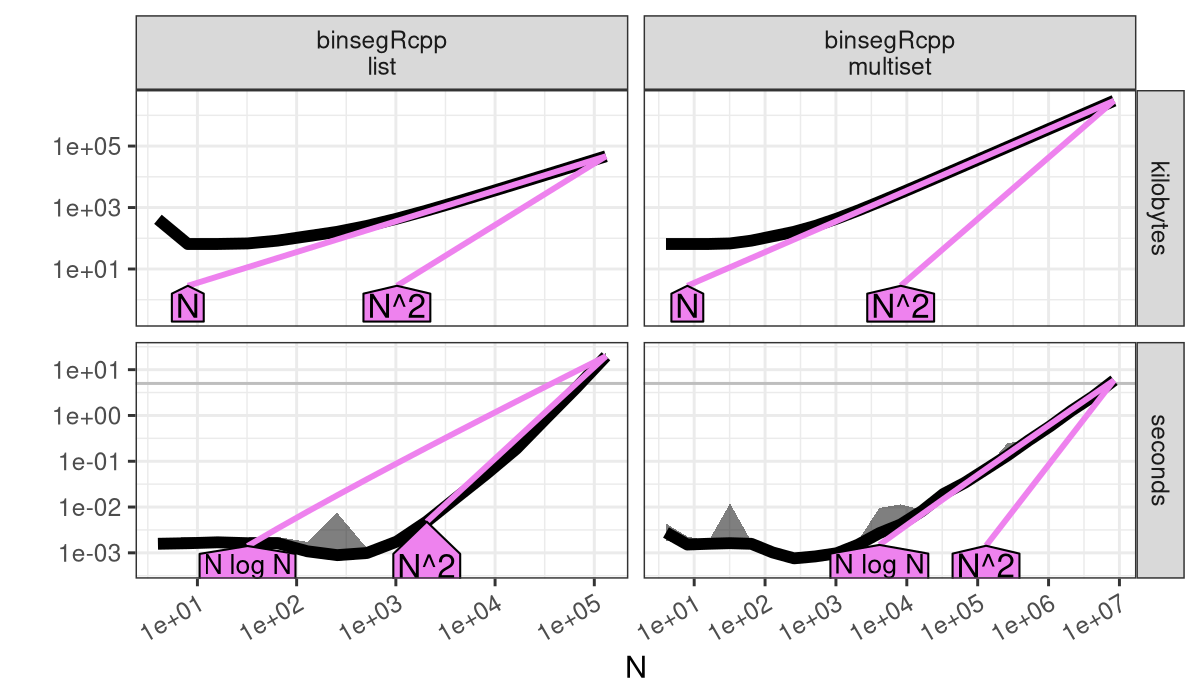 binsegRcpp
list
binsegRcpp
multiset
1e+05
1e+03
1e+01
N
N^2
N
N^2
kilobytes
1e+01
1e+00
1e-01
1e-02
1e-03
N log N
N^2
N log N
N^2
seconds
1e+01
1e+02
1e+03
1e+04
1e+05
1e+01
1e+02
1e+03
1e+04
1e+05
1e+06
1e+07
N